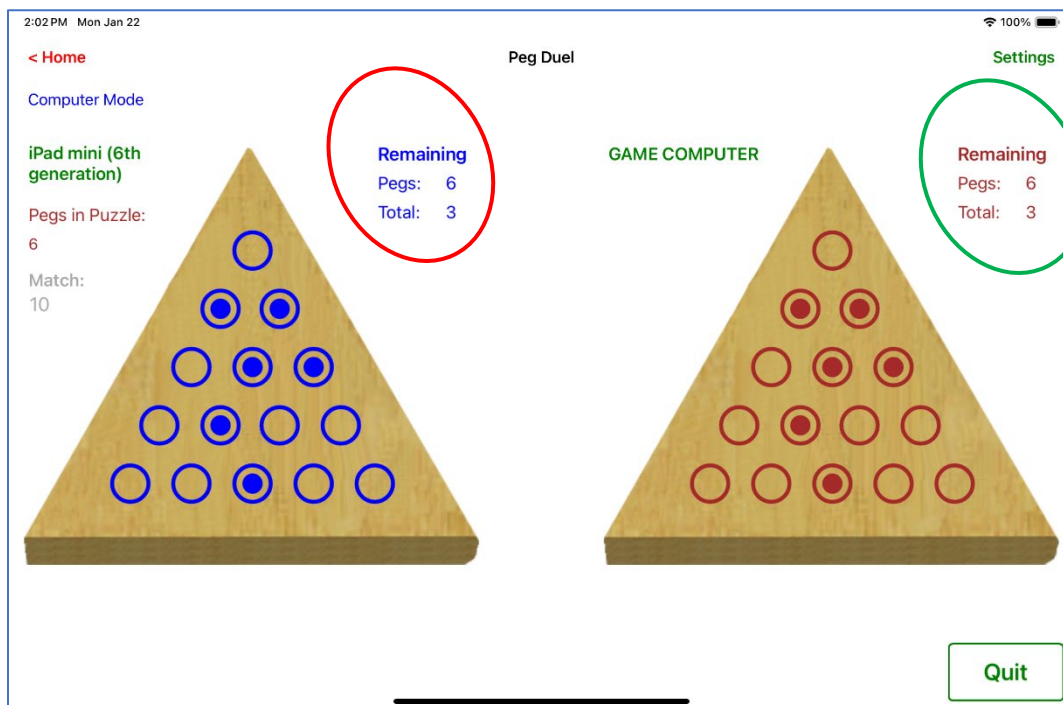 2:02 PM Mon Jan 22
100%
< Home
Peg Duel
Settings
Computer Mode
iPad mini (6th
generation)
Pegs in Puzzle:
6
Match:
10
Remaining
Pegs: 6
Total: 3
GAME COMPUTER
Remaining
Pegs: 6
Total: 3
Quit